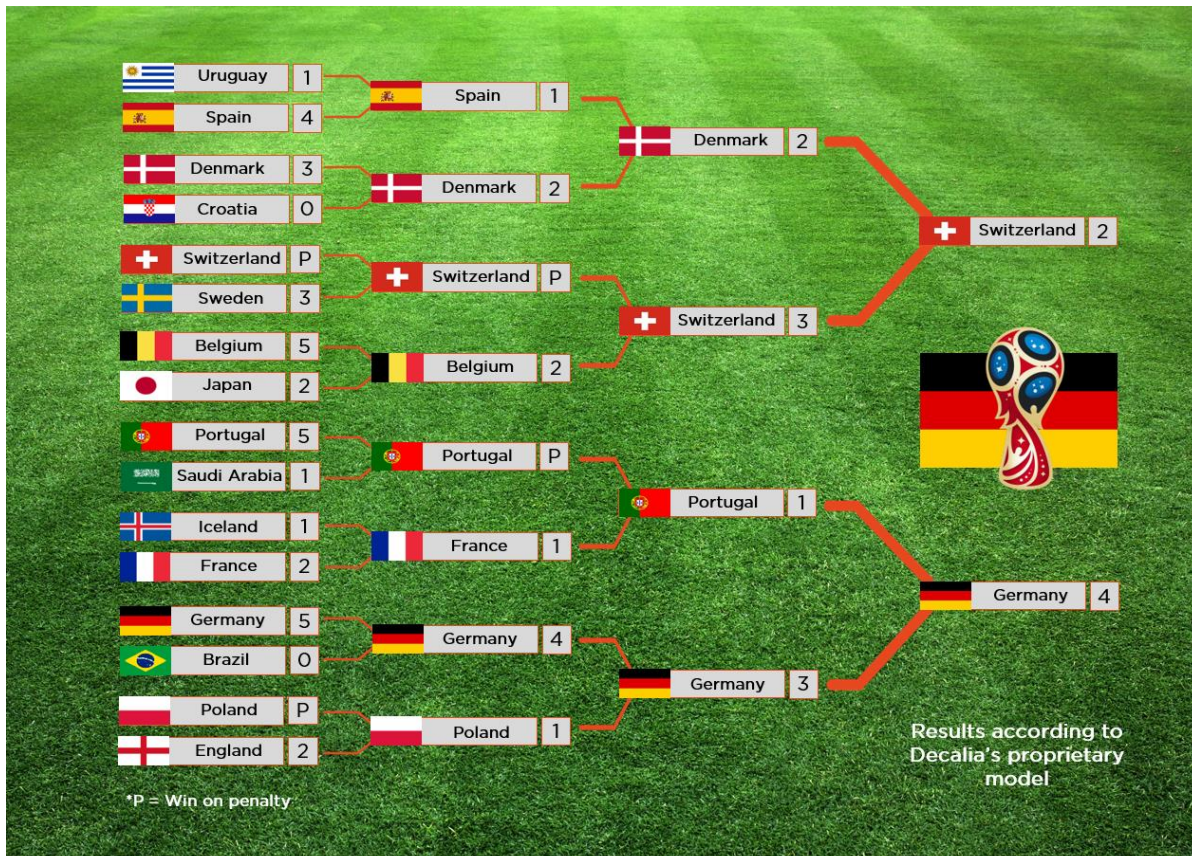 Uruguay 1
Spain 4
Denmark 3
Croatia 0
Switzerland P
Sweden 3
Belgium 5
Japan 2
Portugal 5
Saudi Arabia 1
Iceland 1
France 2
Germany 5
Brazil 0
Poland P
England 2
*P = Win on penalty
Spain 1
Denmark 2
Switzerland P
Belgium 2
Portugal P
France 1
Germany 4
Poland 1
Denmark 2
Switzerland 3
Portugal 1
Germany 3
Switzerland 2
Germany 4
Results according to
Decalia's proprietary
model